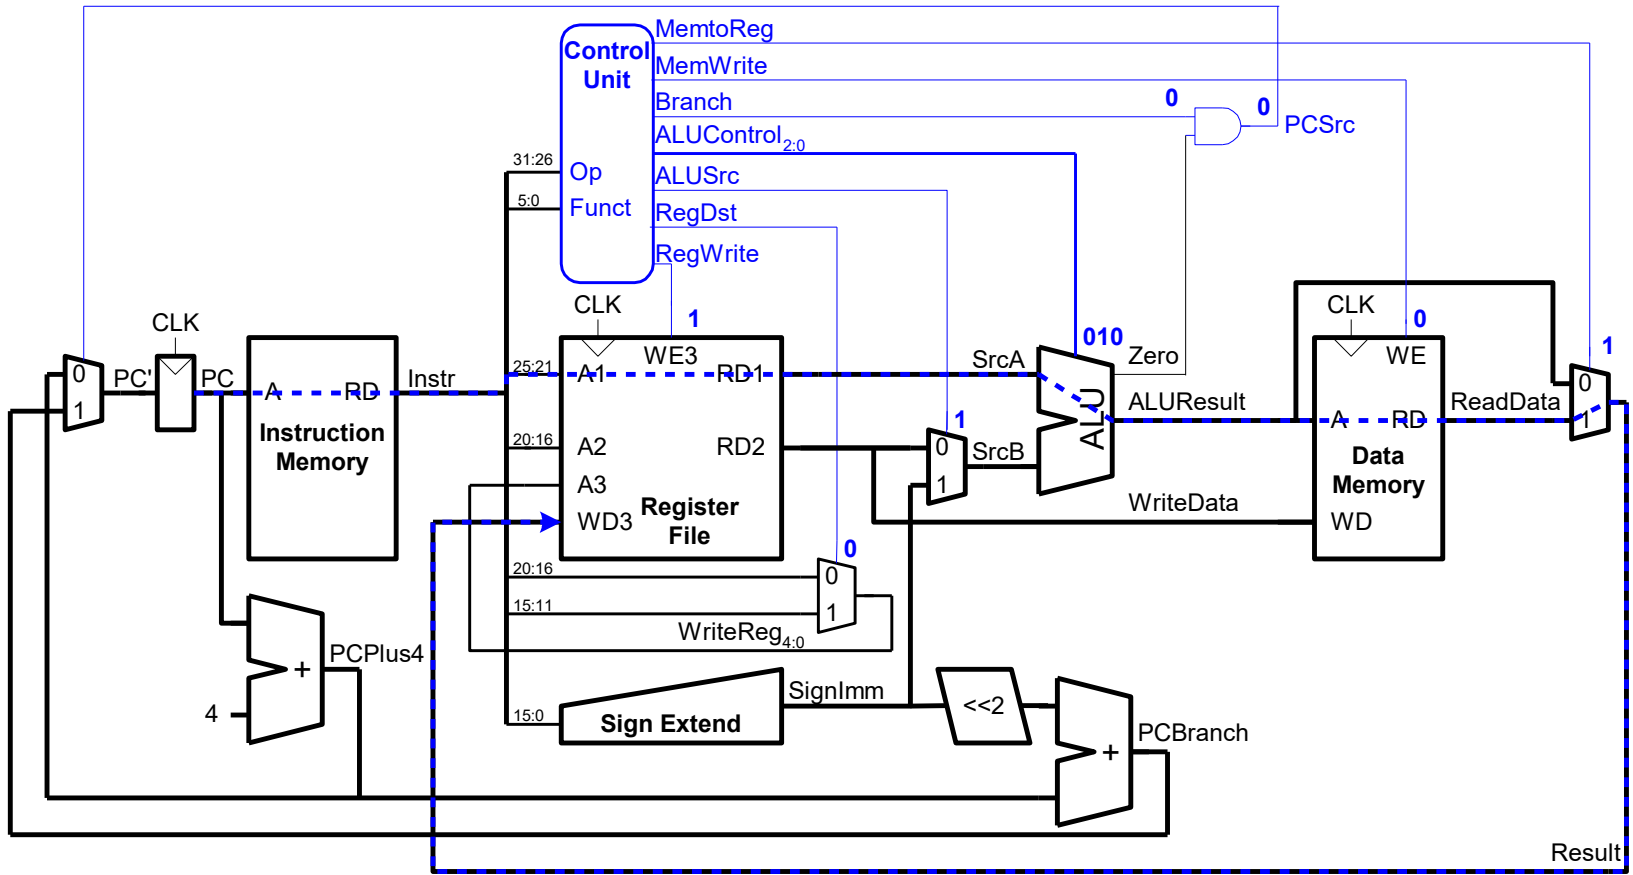 MemtoReg
Control
Unit
MemWrite
Branch
0
0
PCSrc
ALUControl2:0
31:26
Op
ALUSrc
5:0
Funct
RegDst
RegWrite
CLK
CLK
CLK
1
010
0
1
WE3
WE
Zero
SrcA
0
PC'
PC
A
RD
Instr
25:21
A1
RD1
0
1
ALU
ALUResult
A
RD
ReadData
1
Instruction
Memory
20:16
A2
RD2
1
0
SrcB
1
Data
Memory
A3
Register
File
WD3
WriteData
WD
0
20:16
0
15:11
1
WriteReg4:0
PCPlus4
+
4
SignImm
15:0
Sign Extend
<<2
+
PCBranch
Result